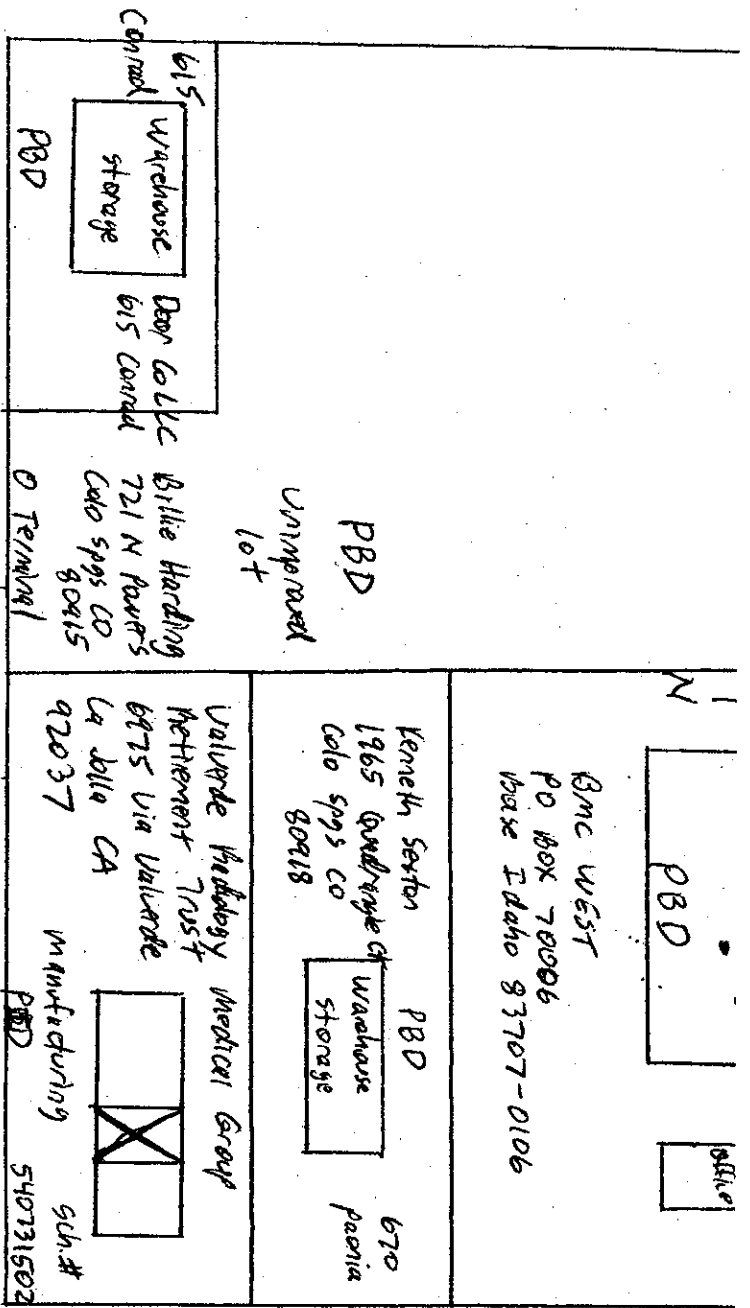 615
Conrad
Warehouse
storage
PBD
Door Co LLC
615 Conrad
Billie Harding
721 N Powers
Colo Spgs CO
80915
0 Terminal
PBD
unimproved
lot
N
PBD
office
BMC WEST
PO BOX 70006
Boise Idaho 83707-0106
Kenneth Sexton
1965 Quadrangle Ct
Colo Spgs CO
80918
PBD
Warehouse
storage
670
paonia
Valverde Medical Group
Retirement Trust
6975 Via Valverde
La Jolla CA
92037
manufacturing
PBD
Sch.#
540731502